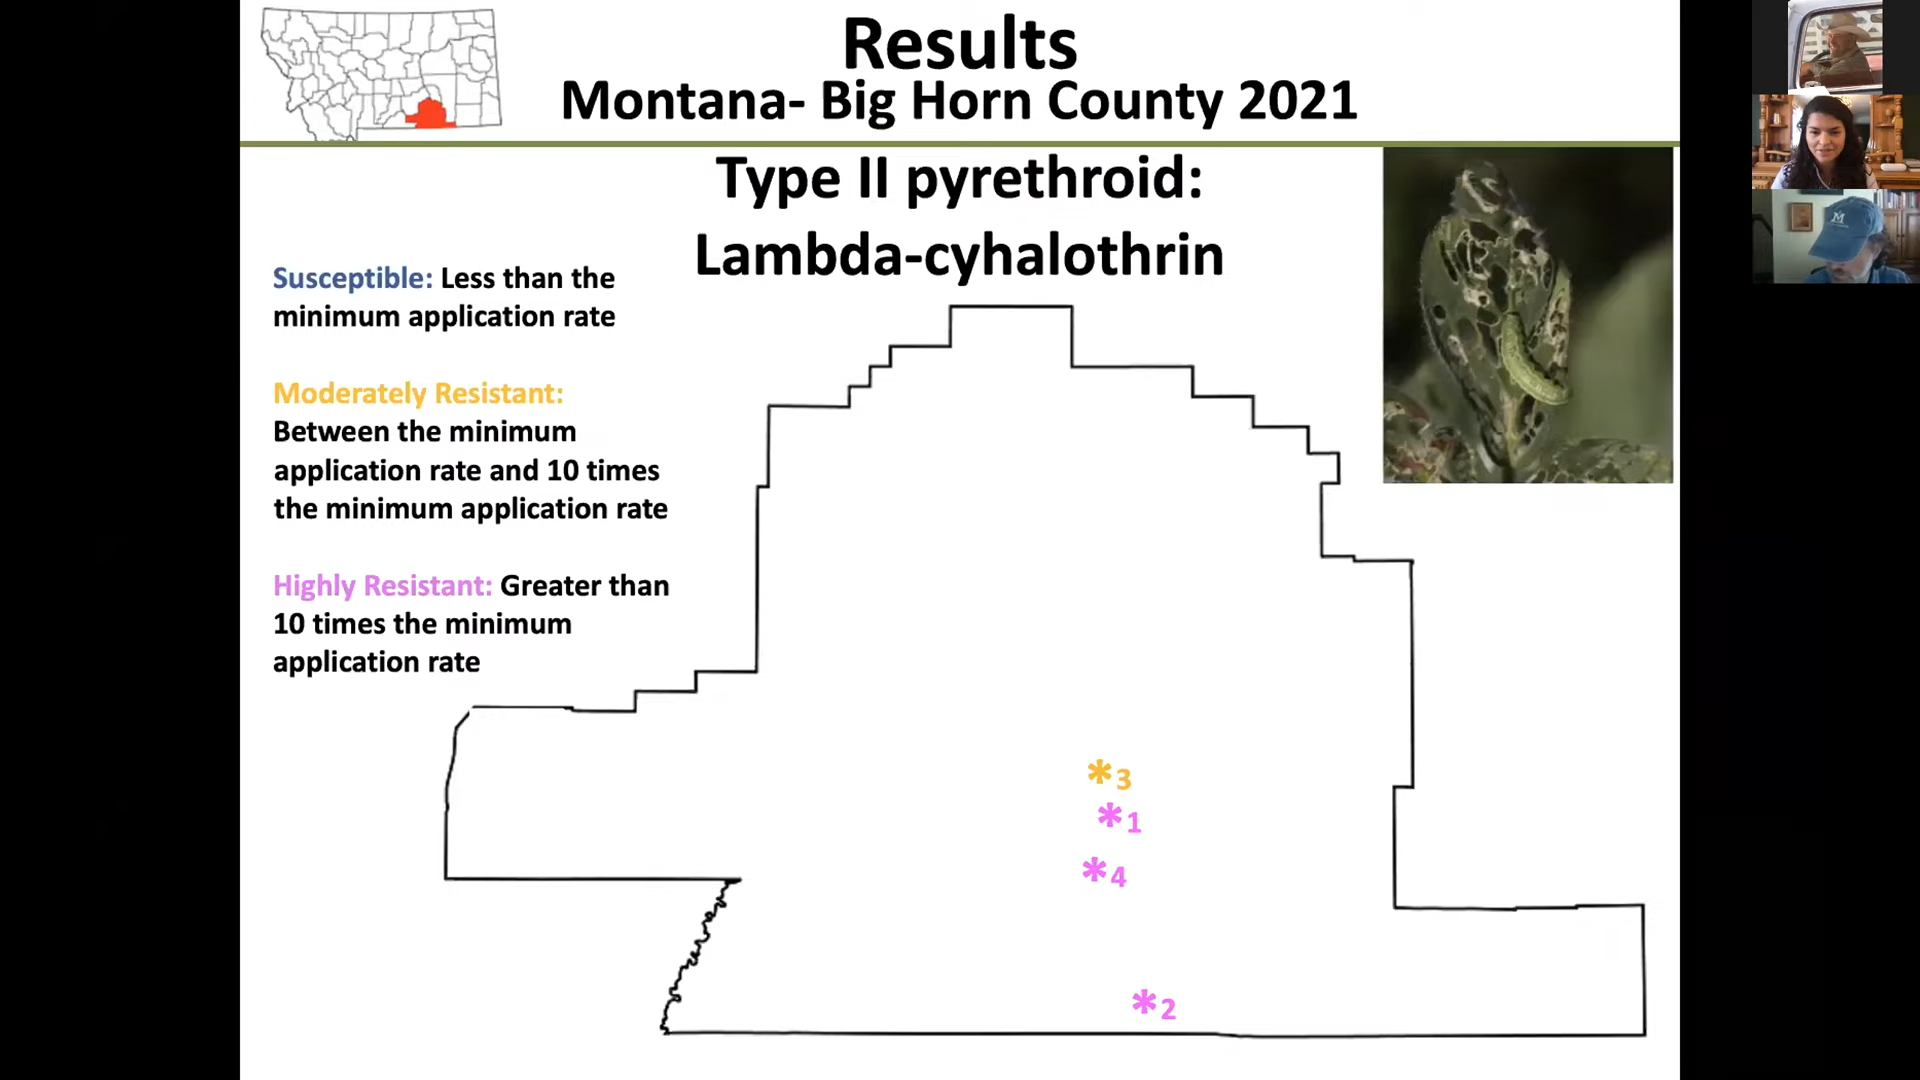 Results
Montana- Big Horn County 2021
Type II pyrethroid:
Lambda-cyhalothrin
Susceptible: Less than the
minimum application rate
Moderately Resistant:
Between the minimum
application rate and 10 times
the minimum application rate
Highly Resistant: Greater than
10 times the minimum
application rate
*3
*1
*4
*2
M